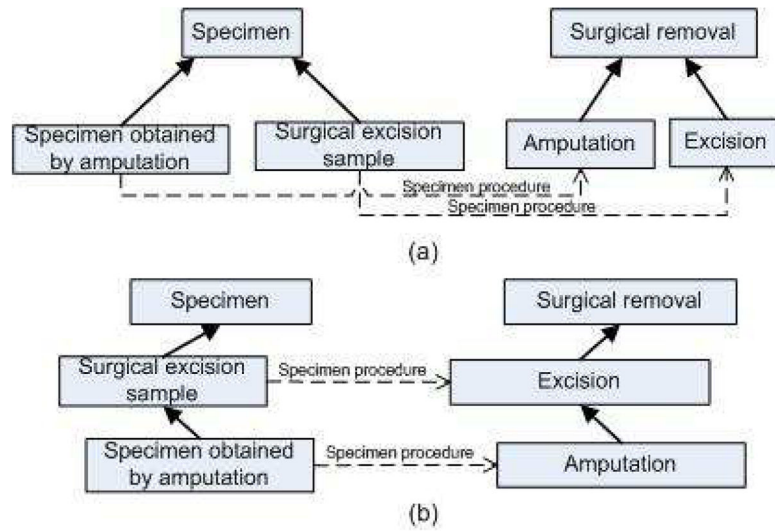 Specimen
Surgical removal
Specimen obtained
by amputation
Surgical excision
sample
Amputation
Excision
Specimen procedure
Specimen procedure
(a)
Specimen
Surgical removal
Surgical excision
sample
Specimen procedure
Excision
Specimen obtained
by amputation
Specimen procedure
Amputation
(b)